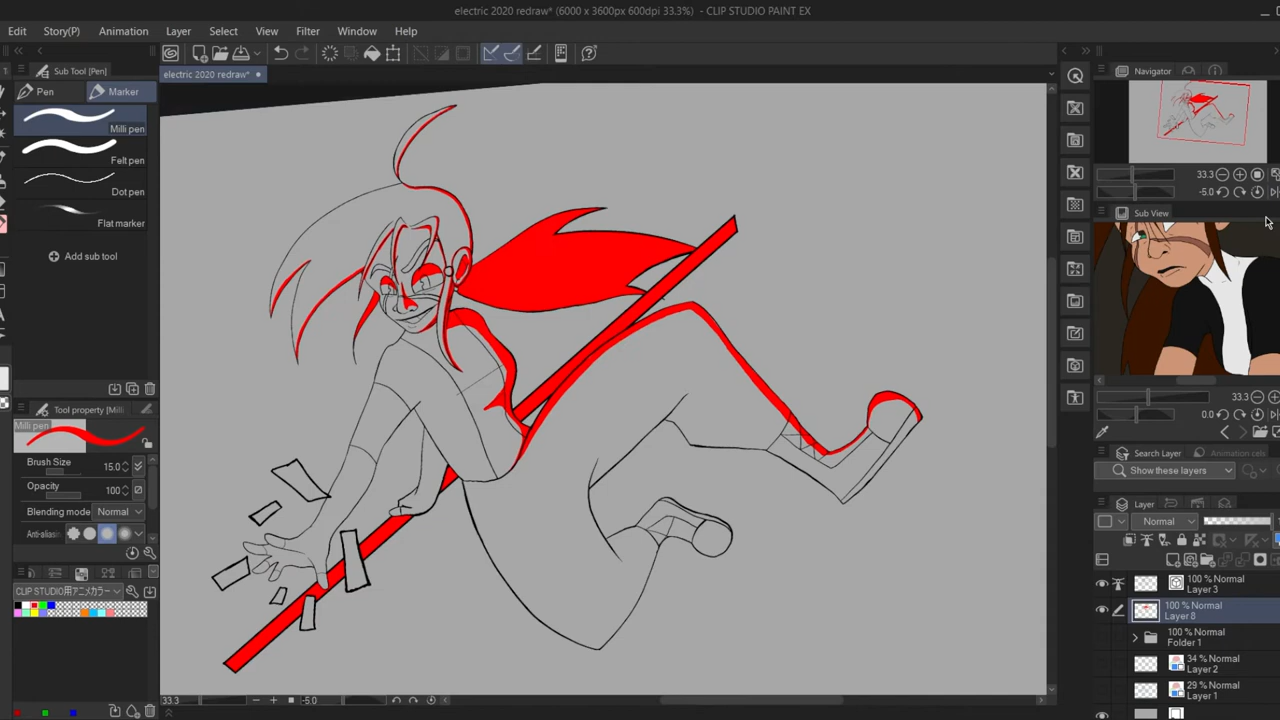 electric 2020 redraw* (6000 x 3600px 600dpi 33.3%) - CLIP STUDIO PAINT EX
Edit Story(P) Animation Layer Select View Filter Window Help
Sub Tool [Pen]
electric 2020 redraw*
Navigator
Pen Marker
Milli pen
Felt pen
Dot pen
Flat marker
Add sub tool
33.3
-5.0
Sub View
Tool property [Milli
Milli pen
Brush Size 15.0
Opacity 100
Blending mode Normal
Anti-aliasin
CLIP STUDIO用アニメカラー
33.3
0.0
Search Layer Animation cels
Show these layers
Layer
Normal
100 % Normal
Layer 3
100 % Normal
Layer 8
100 % Normal
Folder 1
34 % Normal
Layer 2
29 % Normal
Layer 1
33.3 -5.0